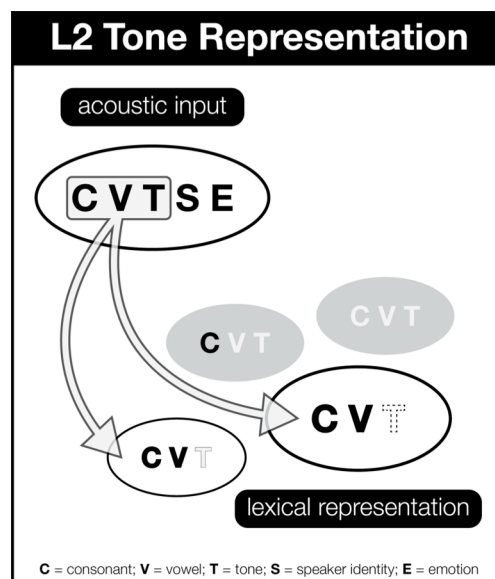 L2 Tone Representation
acoustic input
C V T S E
C V T
C V T
C V T
C V T
lexical representation
C = consonant; V = vowel; T = tone; S = speaker identity; E = emotion